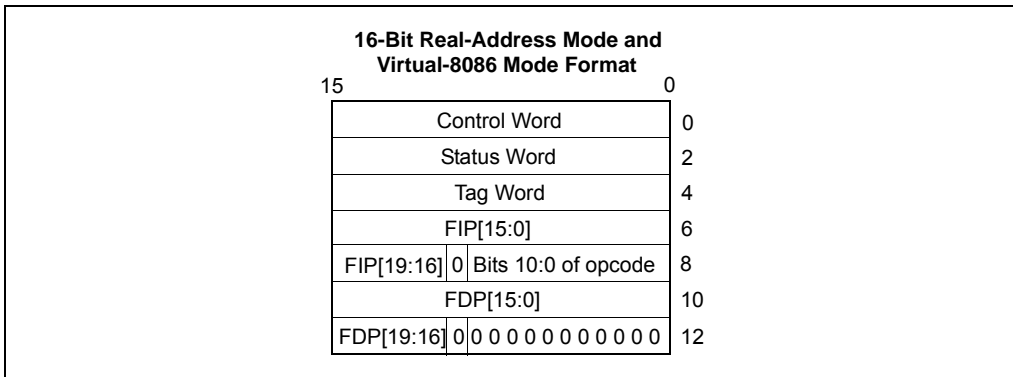 16-Bit Real-Address Mode and
Virtual-8086 Mode Format
15 0
Control Word 0
Status Word 2
Tag Word 4
FIP[15:0] 6
FIP[19:16] 0 Bits 10:0 of opcode 8
FDP[15:0] 10
FDP[19:16] 0 0 0 0 0 0 0 0 0 0 0 0 12